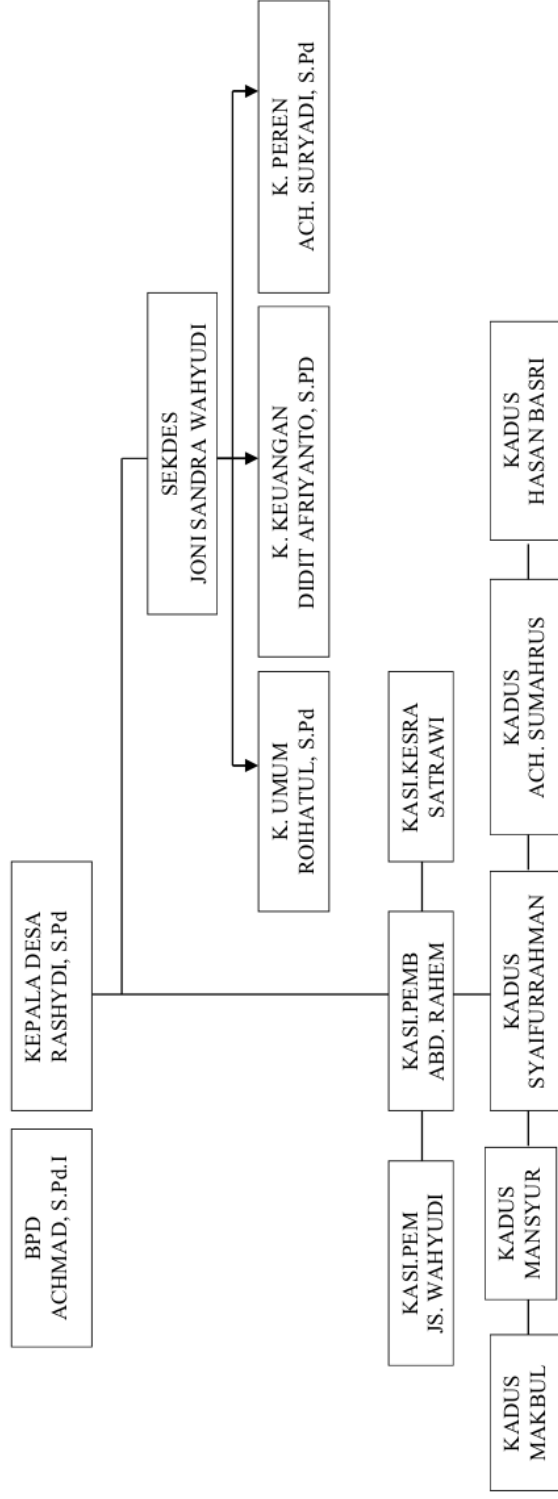 BPD
ACHMAD, S.Pd.I
KEPALA DESA
RASHYDI, S.Pd
SEKDES
JONI SANDRA WAHYUDI
K. UMUM
ROIHATUL, S.Pd
K. KEUANGAN
DIDIT AFRIYANTO, S.PD
K. PEREN
ACH. SURYADI, S.Pd
KASI.PEM
JS. WAHYUDI
KASI.PEMB
ABD. RAHEM
KASI.KESRA
SATRAWI
KADUS
MAKBUL
KADUS
MANSYUR
KADUS
SYAIFURRAHMAN
KADUS
ACH. SUMAHRUS
KADUS
HASAN BASRI